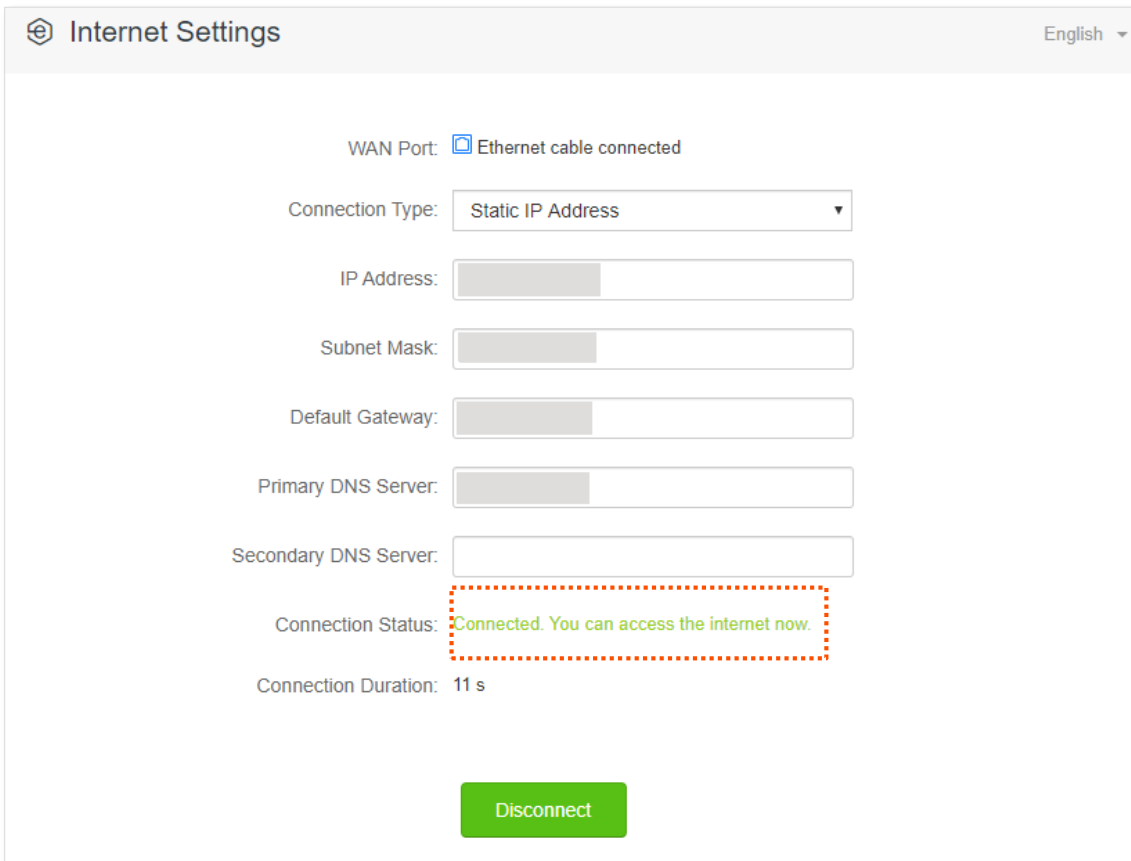 Internet Settings
English
WAN Port: Ethernet cable connected
Connection Type: Static IP Address
IP Address:
Subnet Mask:
Default Gateway:
Primary DNS Server:
Secondary DNS Server:
Connection Status: Connected. You can access the internet now.
Connection Duration: 11 s
Disconnect